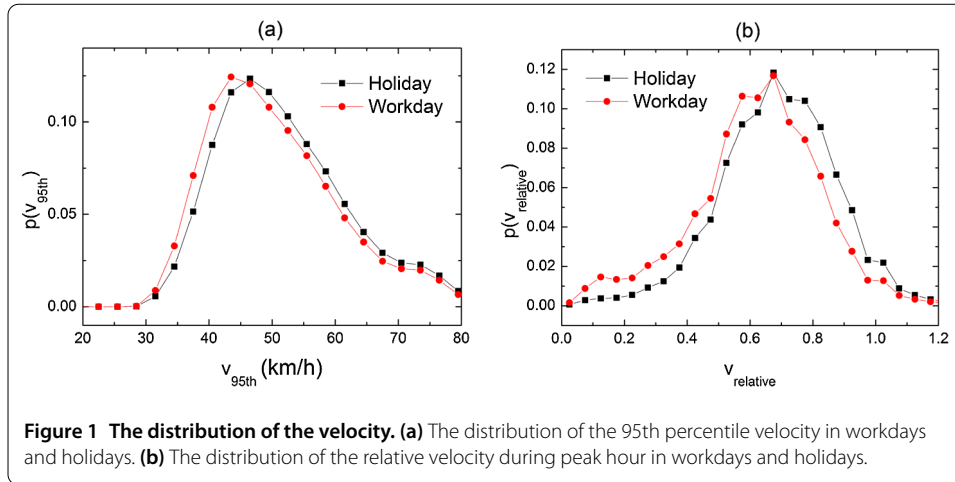 (a)
(b)
Holiday
Workday
Holiday
Workday
p(v_95th)
0.10
0.05
0.00
20 30 40 50 60 70 80
v_95th (km/h)
p(v_relative)
0.12
0.10
0.08
0.06
0.04
0.02
0.00
0.0 0.2 0.4 0.6 0.8 1.0 1.2
v_relative
Figure 1 The distribution of the velocity. (a) The distribution of the 95th percentile velocity in workdays
and holidays. (b) The distribution of the relative velocity during peak hour in workdays and holidays.